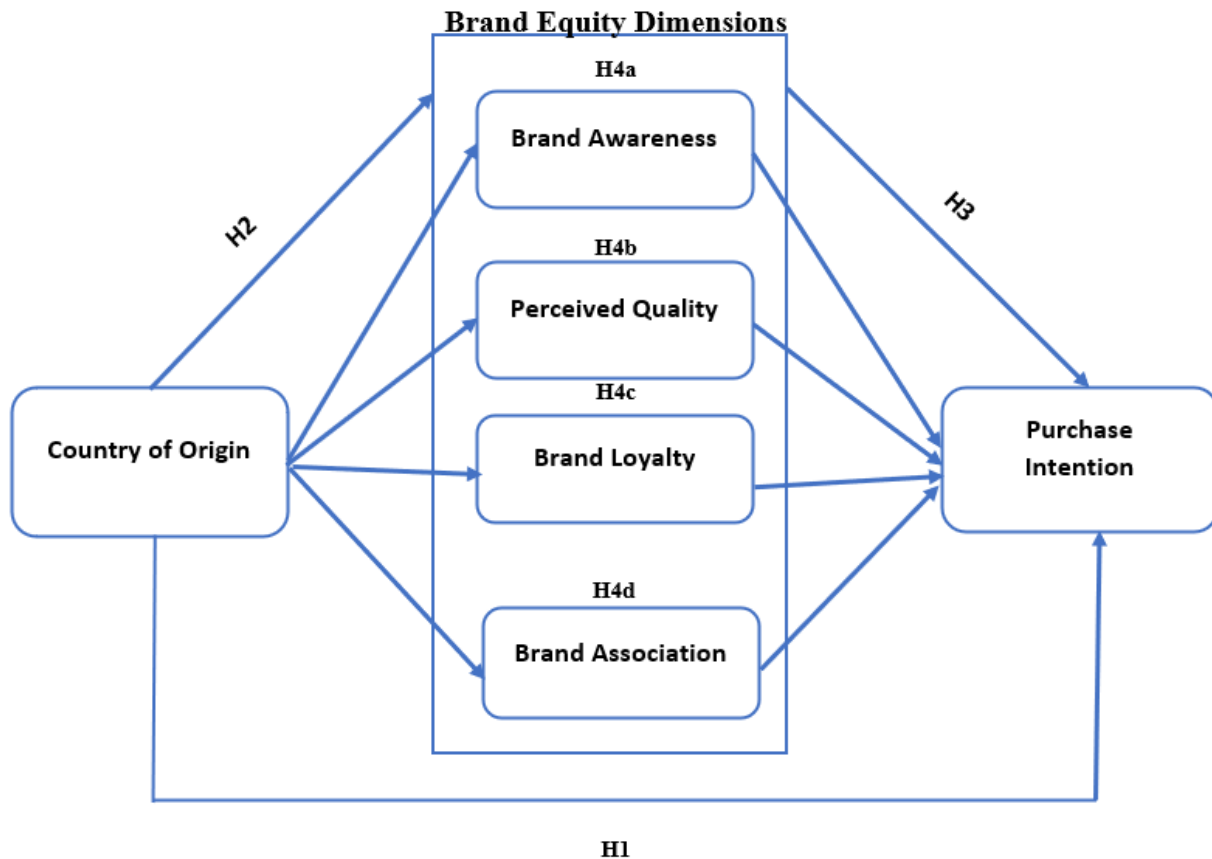 Brand Equity Dimensions
H4a
Brand Awareness
H2
H3
H4b
Perceived Quality
H4c
Country of Origin
Brand Loyalty
Purchase
Intention
H4d
Brand Association
H1